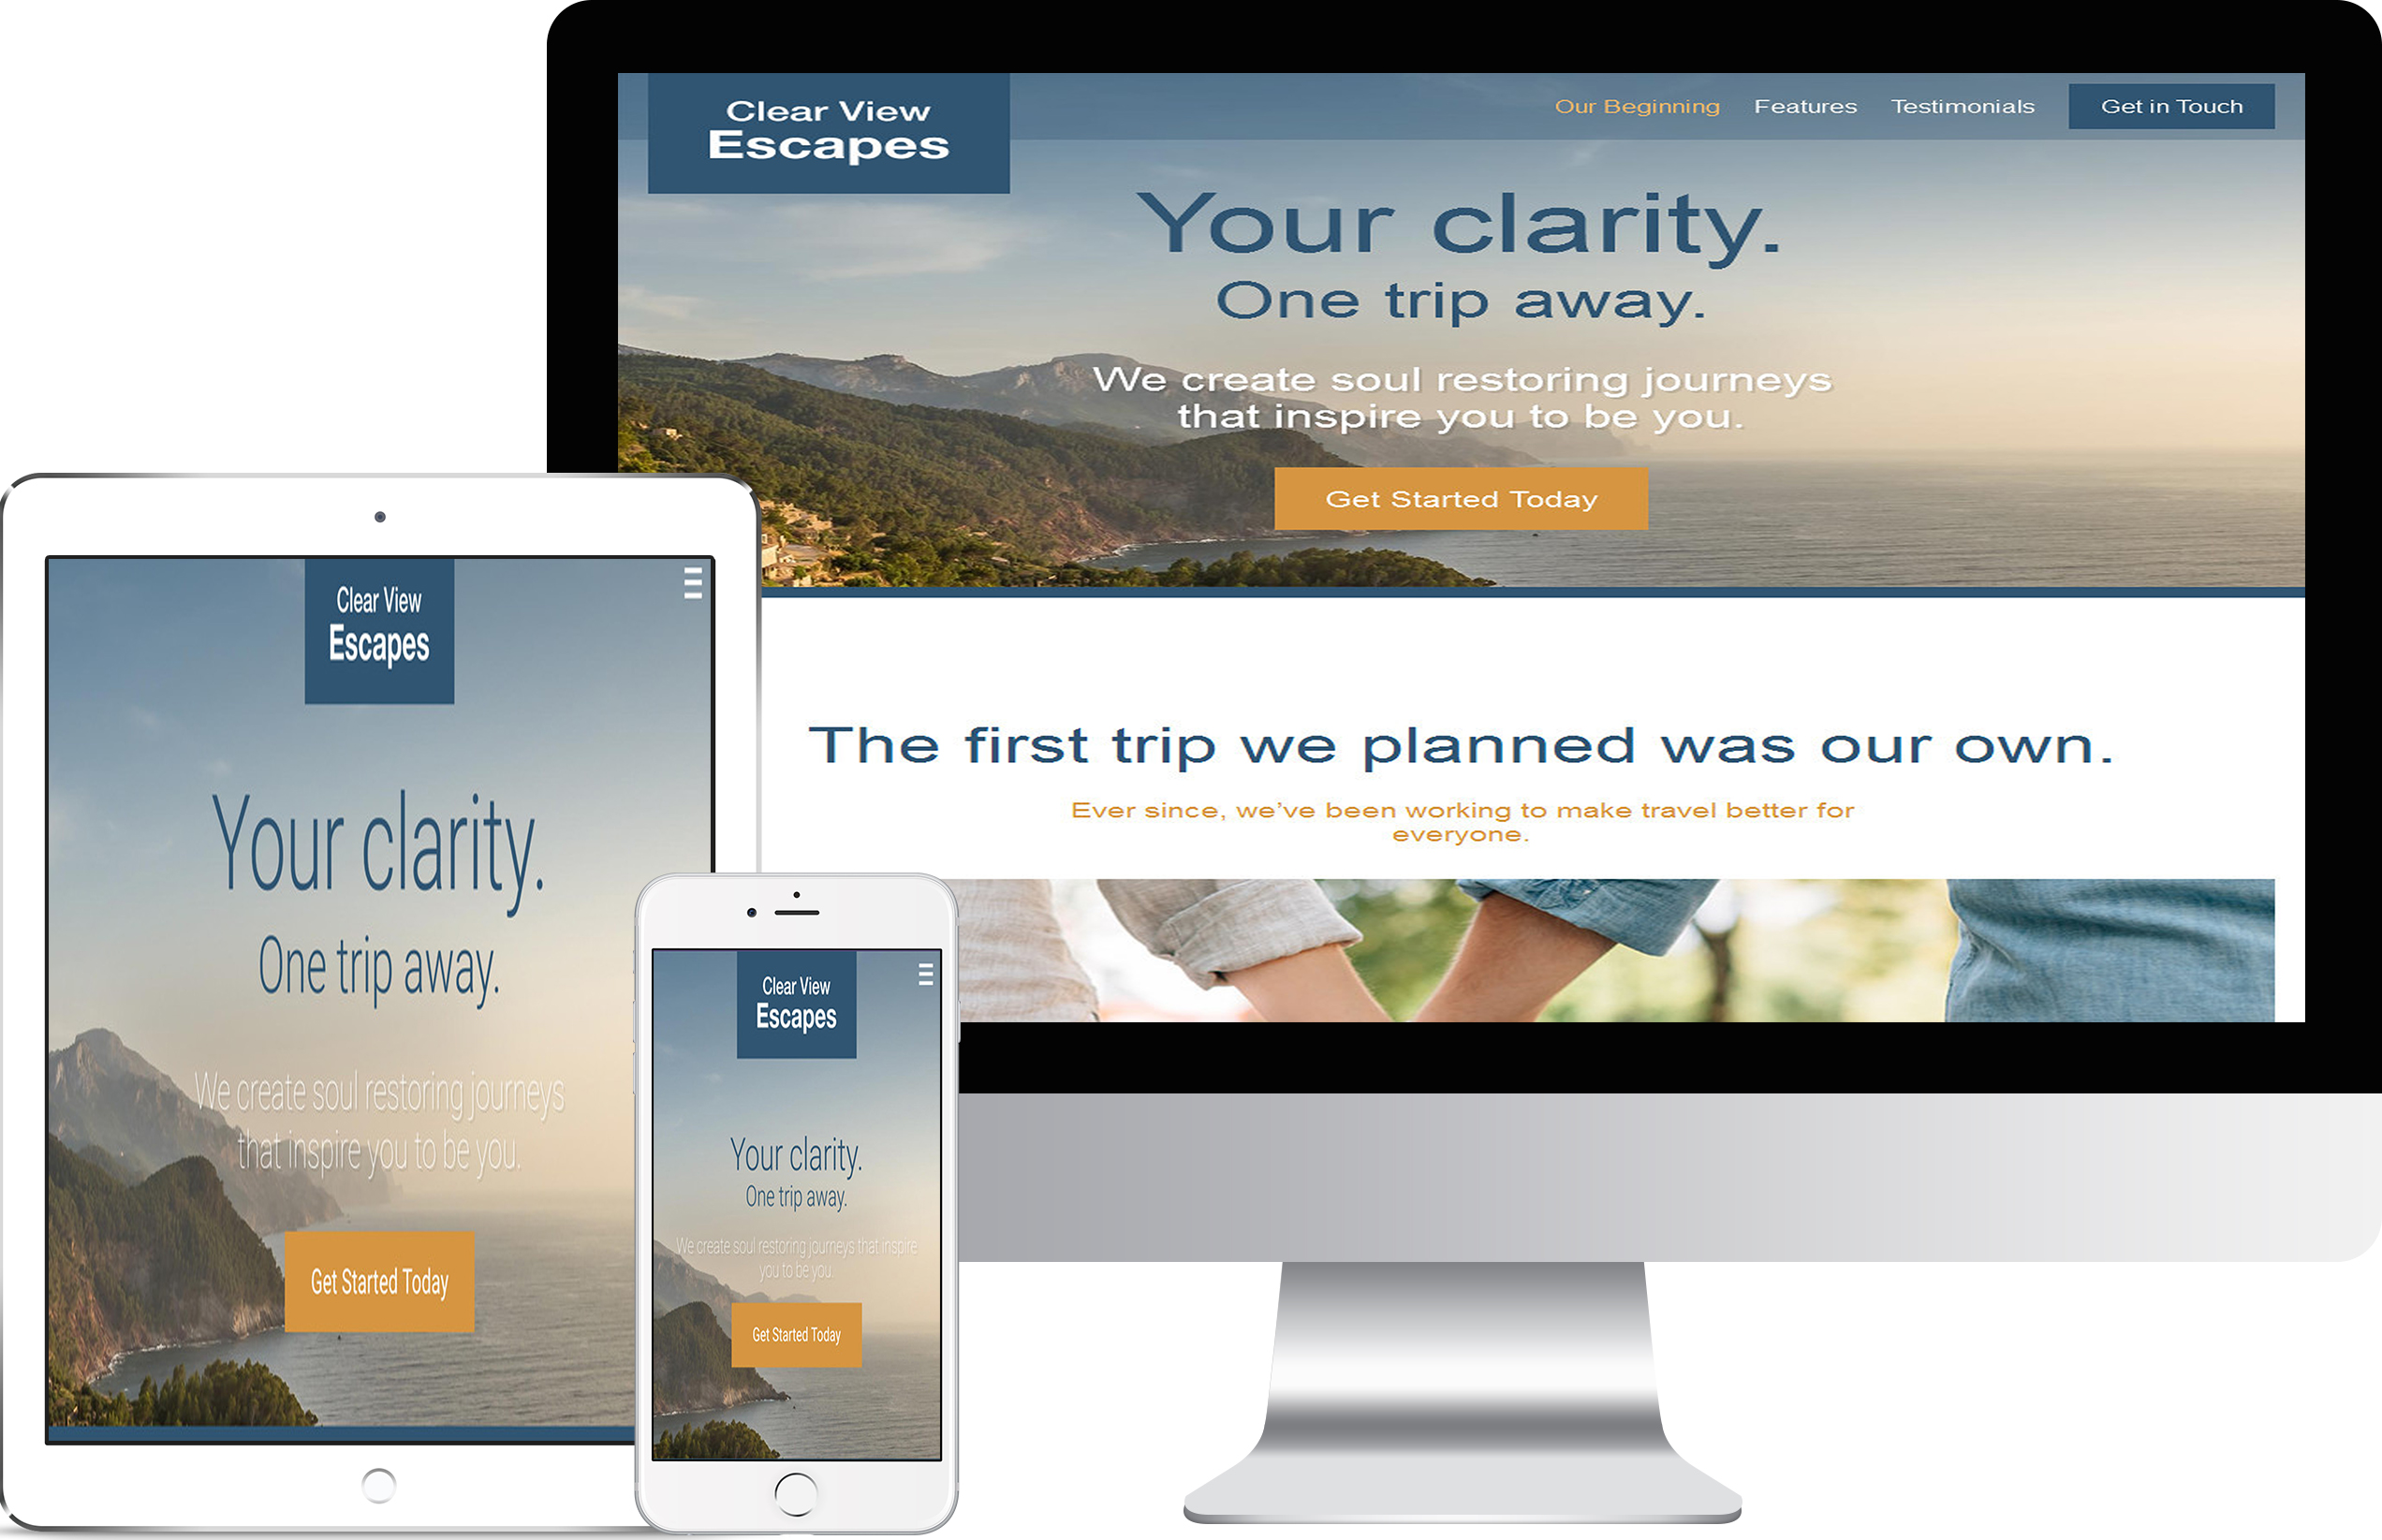 Clear View
Escapes
Our Beginning
Features
Testimonials
Get in Touch
Your clarity.
One trip away.
We create soul restoring journeys
that inspire you to be you.
Get Started Today
The first trip we planned was our own.
Ever since, we've been working to make travel better for
everyone.
Clear View
Escapes
Your clarity.
One trip away.
We create soul restoring journeys
that inspire you to be you.
Get Started Today
Clear View
Escapes
Your clarity.
One trip away.
We create soul restoring journeys that inspire
you to be you.
Get Started Today